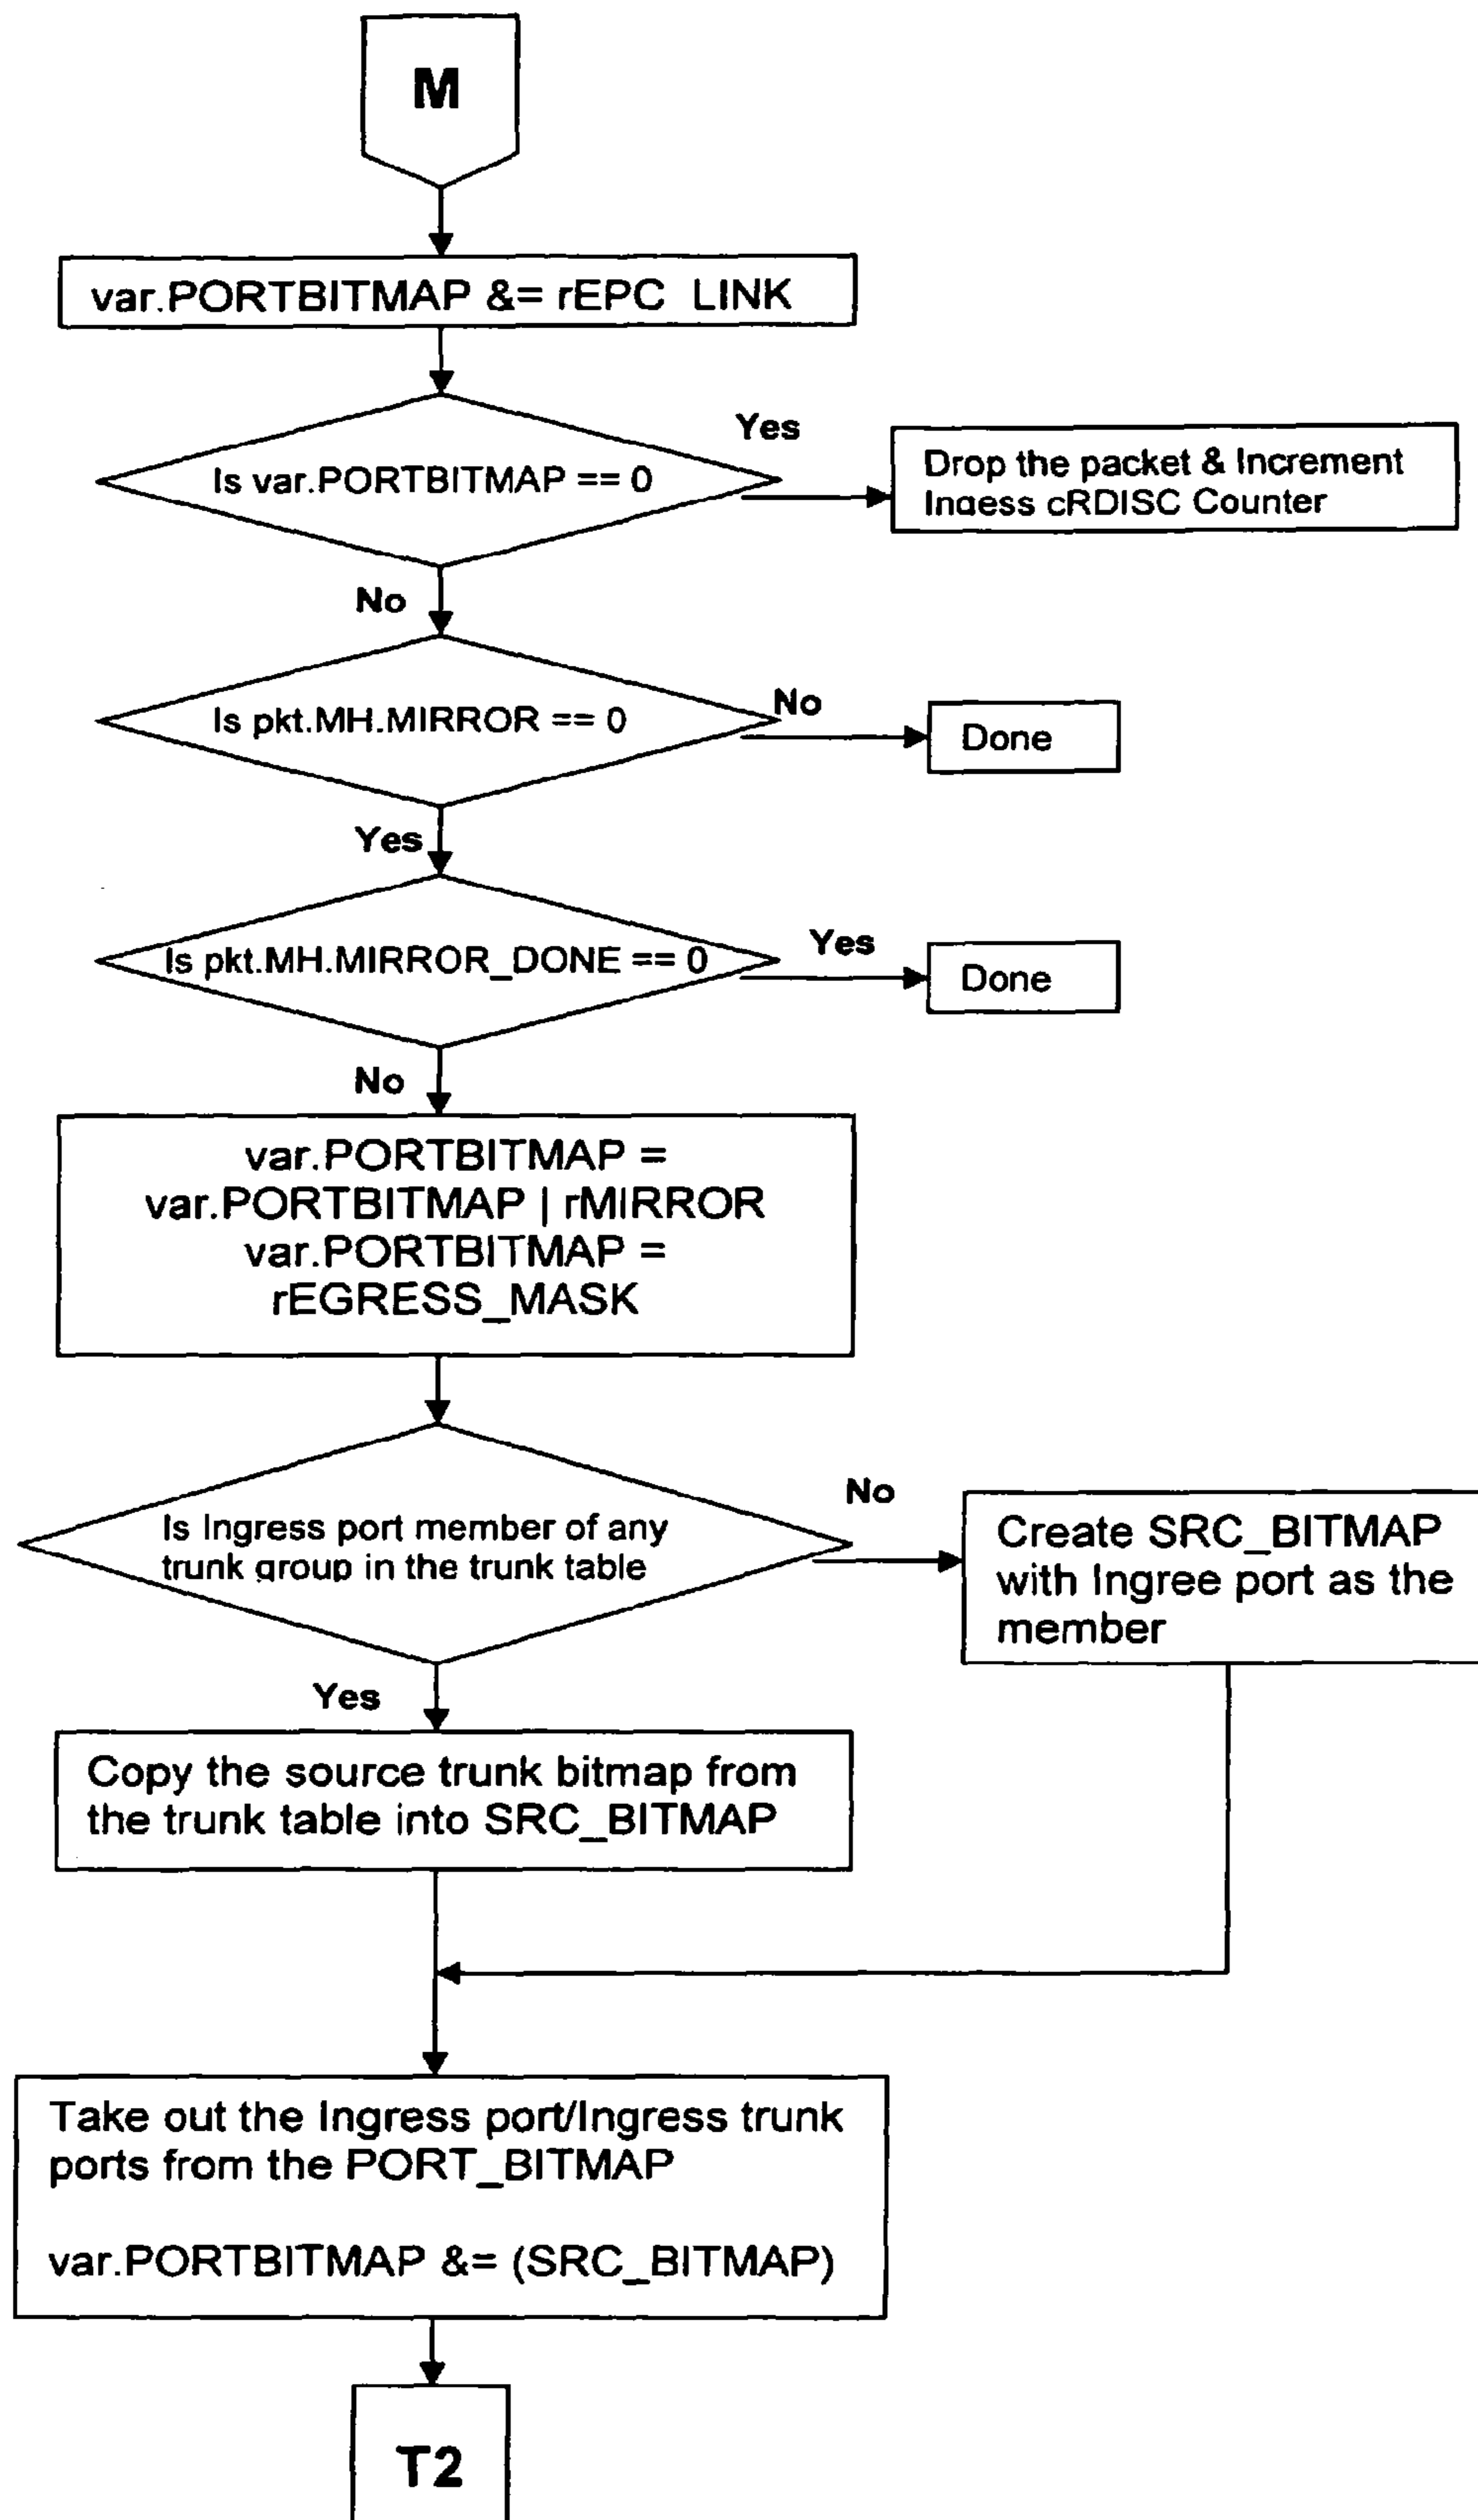 M
var.PORTBITMAP &= rEPC LINK
Yes
Is var.PORTBITMAP == 0
Drop the packet & Increment
Ingess cRDISC Counter
No
Is pkt.MH.MIRROR == 0
No
Done
Yes
Is pkt.MH.MIRROR_DONE == 0
Yes
Done
No
var.PORTBITMAP =
var.PORTBITMAP | rMIRROR
var.PORTBITMAP =
rEGRESS_MASK
Is Ingress port member of any
trunk group in the trunk table
No
Create SRC_BITMAP
with Ingree port as the
member
Yes
Copy the source trunk bitmap from
the trunk table into SRC_BITMAP
Take out the Ingress port/Ingress trunk
ports from the PORT_BITMAP
var.PORTBITMAP &= (SRC_BITMAP)
T2